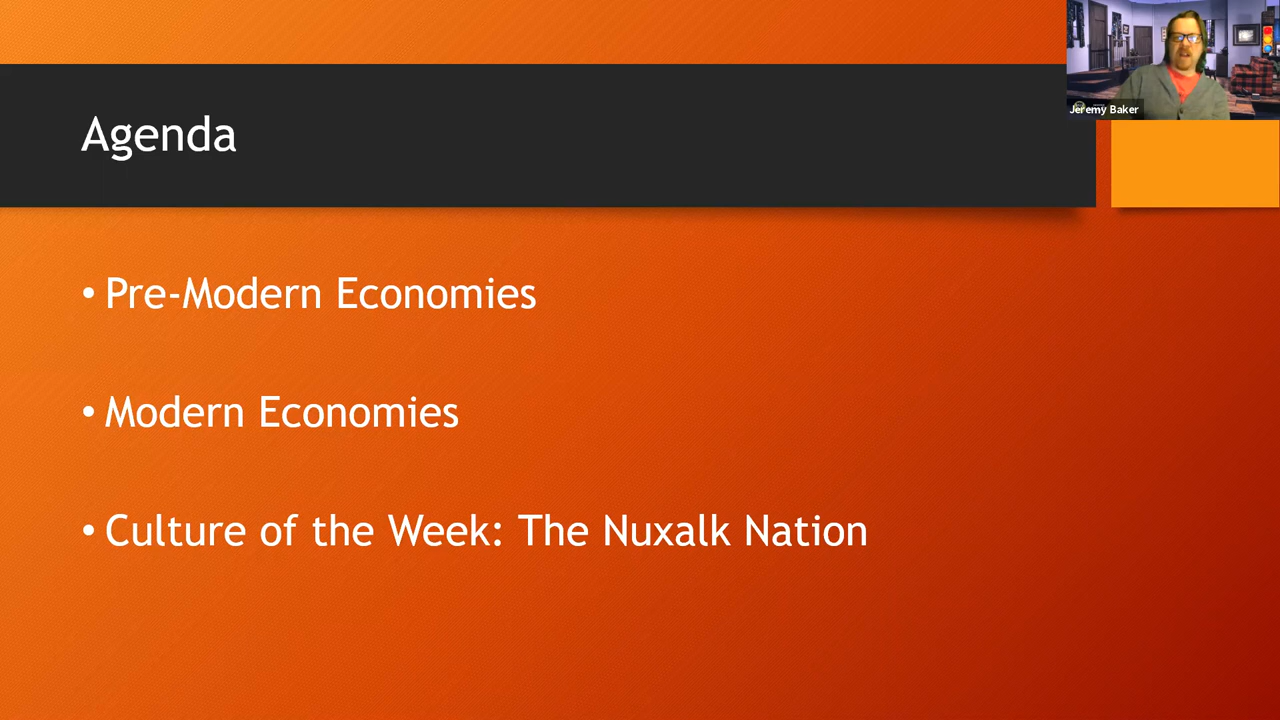 Jeremy Baker
Agenda
• Pre-Modern Economies
• Modern Economies
• Culture of the Week: The Nuxalk Nation